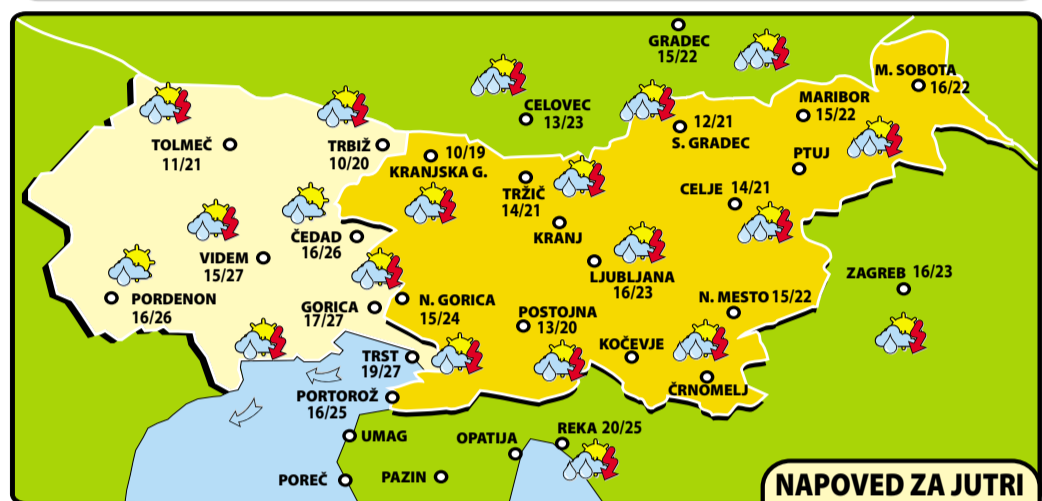 GRADEC
15/22
M. SOBOTA
16/22
CELOVEC
13/23
MARIBOR
15/22
12/21
S. GRADEC
TOLMEČ
11/21
TRBIŽ
10/20
10/19
KRANJSKA G.
PTUJ
TRŽIČ
14/21
CELJE 14/21
KRANJ
ČEDAD
16/26
VIDEM
15/27
LJUBLJANA
16/23
ZAGREB 16/23
PORDENON
16/26
GORICA
17/27
N. GORICA
15/24
N. MESTO 15/22
POSTOJNA
13/20
KOČEVJE
TRST
19/27
ČRNOMELJ
PORTOROŽ
16/25
UMAG
OPATIJA
REKA 20/25
POREČ
PAZIN
NAPOVED ZA JUTRI